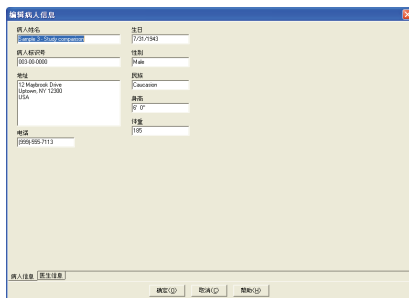 编辑病人信息
病人姓名
Sample 3 - Study comparison
病人标识号
003-00-0000
地址
12 Maybrook Drive
Uptown, NY 12300
USA
电话
(999)-555-7113
生日
7/31/1943
性别
Male
民族
Caucasian
身高
6' 0"
体重
185
病人信息 医生信息
确定(O) 取消(C) 帮助(H)